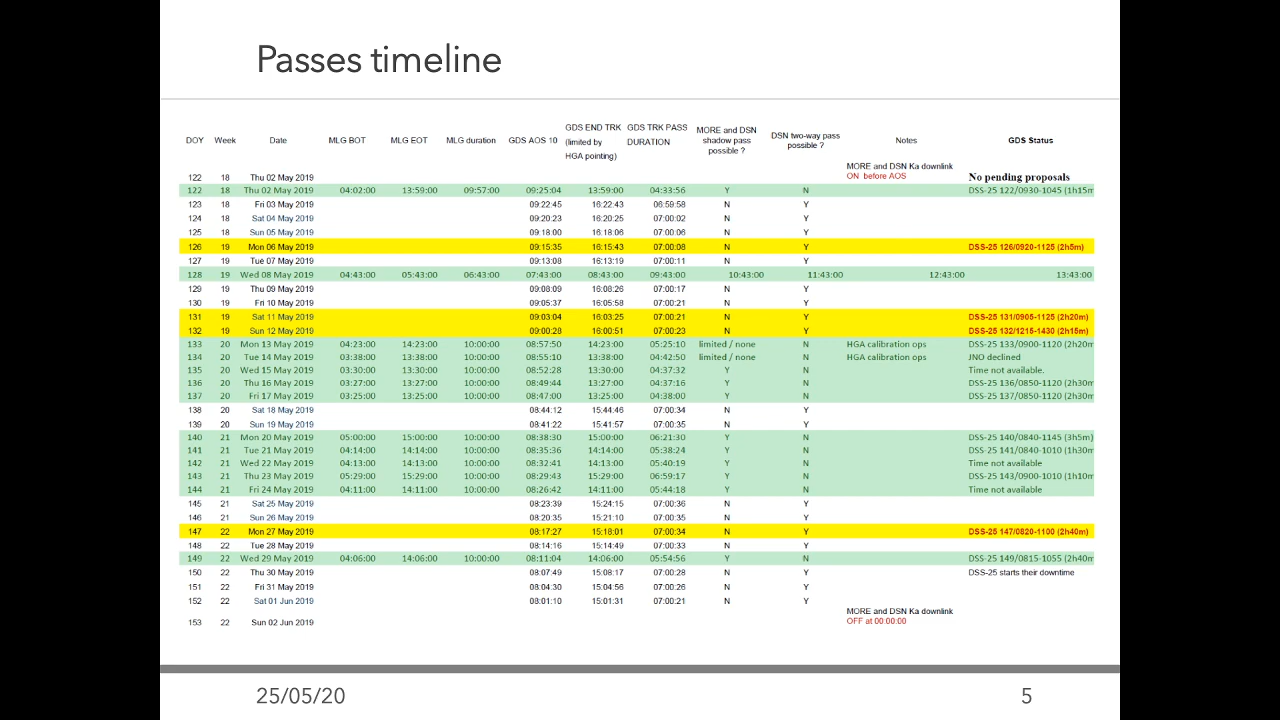 Passes timeline
DOY Week Date MLG BOT MLG EOT MLG duration GDS AOS 10 GDS END TRK (limited by HGA pointing) GDS TRK PASS DURATION MORE and DSN shadow pass possible ? DSN two-way pass possible ? Notes GDS Status
122 18 Thu 02 May 2019 MORE and DSN Ka downlink ON before AOS No pending proposals
122 18 Thu 02 May 2019 04:02:00 13:59:00 09:57:00 09:25:04 13:59:00 04:33:56 Y N DSS-25 122/0930-1045 (1h15m
123 18 Fri 03 May 2019 09:22:45 16:22:43 06:59:58 N Y
124 18 Sat 04 May 2019 09:20:23 16:20:25 07:00:02 N Y
125 18 Sun 05 May 2019 09:18:00 16:18:06 07:00:06 N Y
126 19 Mon 06 May 2019 09:15:35 16:15:43 07:00:08 N Y DSS-25 126/0920-1125 (2h5m)
127 19 Tue 07 May 2019 09:13:08 16:13:19 07:00:11 N Y
128 19 Wed 08 May 2019 04:43:00 05:43:00 06:43:00 07:43:00 08:43:00 09:43:00 10:43:00 11:43:00 12:43:00 13:43:00
129 19 Thu 09 May 2019 09:08:09 16:08:26 07:00:17 N Y
130 19 Fri 10 May 2019 09:05:37 16:05:58 07:00:21 N Y
131 19 Sat 11 May 2019 09:03:04 16:03:25 07:00:21 N Y DSS-25 131/0905-1125 (2h20m)
132 19 Sun 12 May 2019 09:00:28 16:00:51 07:00:23 N Y DSS-25 132/1215-1430 (2h15m)
133 20 Mon 13 May 2019 04:23:00 14:23:00 10:00:00 08:57:50 14:23:00 05:25:10 limited / none N HGA calibration ops DSS-25 133/0900-1120 (2h20m
134 20 Tue 14 May 2019 03:38:00 13:38:00 10:00:00 08:55:10 13:38:00 04:42:50 limited / none N HGA calibration ops JNO declined
135 20 Wed 15 May 2019 03:30:00 13:30:00 10:00:00 08:52:28 13:30:00 04:37:32 Y N Time not available.
136 20 Thu 16 May 2019 03:27:00 13:27:00 10:00:00 08:49:44 13:27:00 04:37:16 Y N DSS-25 136/0850-1120 (2h30m
137 20 Fri 17 May 2019 03:25:00 13:25:00 10:00:00 08:47:00 13:25:00 04:38:00 Y N DSS-25 137/0850-1120 (2h30m
138 20 Sat 18 May 2019 08:44:12 15:44:46 07:00:34 N Y
139 20 Sun 19 May 2019 08:41:22 15:41:57 07:00:35 N Y
140 21 Mon 20 May 2019 05:00:00 15:00:00 10:00:00 08:38:30 15:00:00 06:21:30 Y N DSS-25 140/0840-1145 (3h5m)
141 21 Tue 21 May 2019 04:14:00 14:14:00 10:00:00 08:35:36 14:14:00 05:38:24 Y N DSS-25 141/0840-1010 (1h30m
142 21 Wed 22 May 2019 04:13:00 14:13:00 10:00:00 08:32:41 14:13:00 05:40:19 Y N Time not available
143 21 Thu 23 May 2019 05:29:00 15:29:00 10:00:00 08:29:43 15:29:00 06:59:17 Y N DSS-25 143/0900-1010 (1h10m
144 21 Fri 24 May 2019 04:11:00 14:11:00 10:00:00 08:26:42 14:11:00 05:44:18 Y N Time not available
145 21 Sat 25 May 2019 08:23:39 15:24:15 07:00:36 N Y
146 21 Sun 26 May 2019 08:20:35 15:21:10 07:00:35 N Y
147 22 Mon 27 May 2019 08:17:27 15:18:01 07:00:34 N Y DSS-25 147/0820-1100 (2h40m)
148 22 Tue 28 May 2019 08:14:16 15:14:49 07:00:33 N Y
149 22 Wed 29 May 2019 04:06:00 14:06:00 10:00:00 08:11:04 14:06:00 05:54:56 Y N DSS-25 149/0815-1055 (2h40m
150 22 Thu 30 May 2019 08:07:49 15:08:17 07:00:28 N Y DSS-25 starts their downtime
151 22 Fri 31 May 2019 08:04:30 15:04:56 07:00:26 N Y
152 22 Sat 01 Jun 2019 08:01:10 15:01:31 07:00:21 N Y
153 22 Sun 02 Jun 2019 MORE and DSN Ka downlink OFF at 00:00:00
25/05/20 5